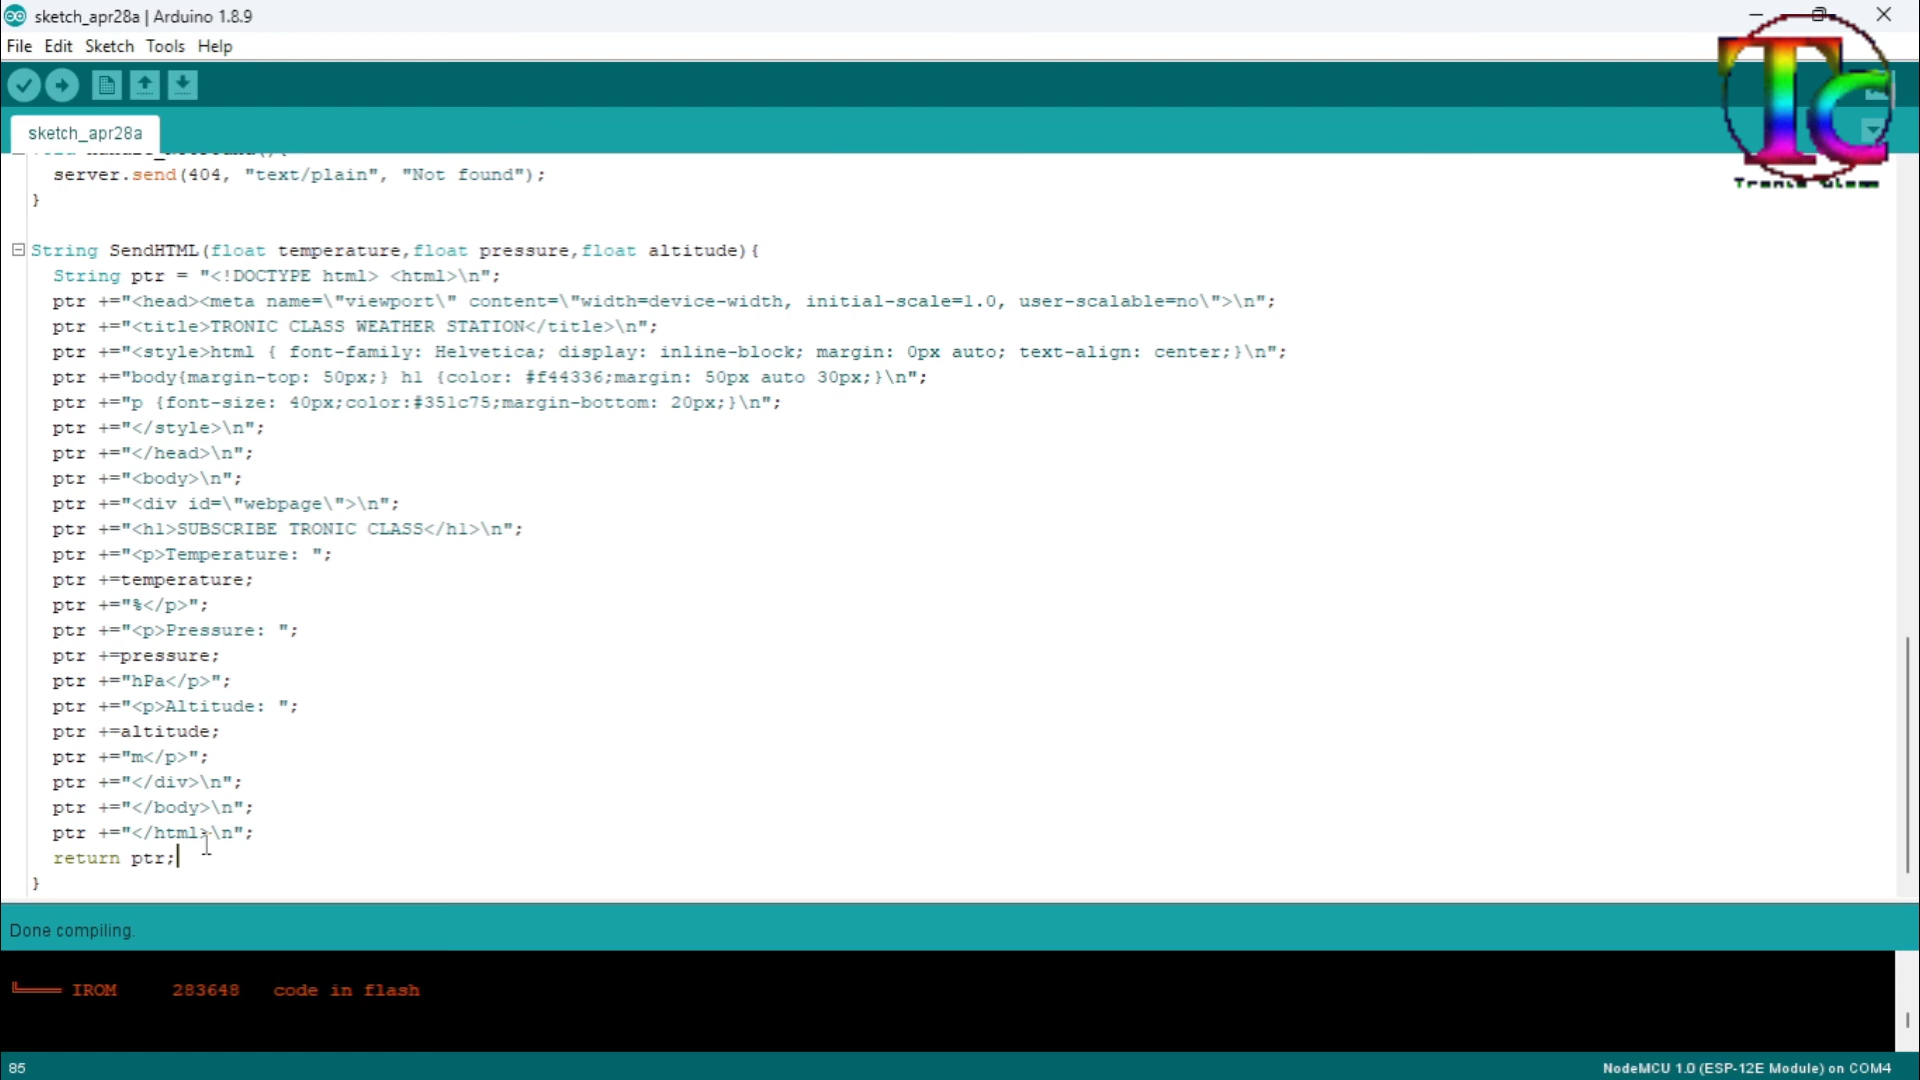 sketch_apr28a | Arduino 1.8.9
File Edit Sketch Tools Help
sketch_apr28a
server.send(404, "text/plain", "Not found");
}
String SendHTML(float temperature,float pressure,float altitude){
String ptr = "<!DOCTYPE html> <html>\n";
ptr +="<head><meta name=\"viewport\" content=\"width=device-width, initial-scale=1.0, user-scalable=no\">\n";
ptr +="<title>TRONIC CLASS WEATHER STATION</title>\n";
ptr +="<style>html { font-family: Helvetica; display: inline-block; margin: 0px auto; text-align: center;}\n";
ptr +="body{margin-top: 50px;} h1 {color: #f44336;margin: 50px auto 30px;}\n";
ptr +="p {font-size: 40px;color:#351c75;margin-bottom: 20px;}\n";
ptr +="</style>\n";
ptr +="</head>\n";
ptr +="<body>\n";
ptr +="<div id=\"webpage\">\n";
ptr +="<h1>SUBSCRIBE TRONIC CLASS</h1>\n";
ptr +="<p>Temperature: ";
ptr +=temperature;
ptr +="%</p>";
ptr +="<p>Pressure: ";
ptr +=pressure;
ptr +="hPa</p>";
ptr +="<p>Altitude: ";
ptr +=altitude;
ptr +="m</p>";
ptr +="</div>\n";
ptr +="</body>\n";
ptr +="</html>\n";
return ptr;
}
Done compiling.
IROM 283648 code in flash
85
NodeMCU 1.0 (ESP-12E Module) on COM4
Tc